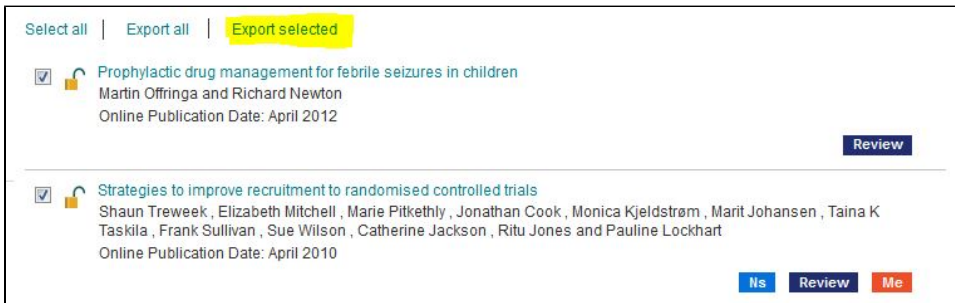 Select all | Export all | Export selected
Prophylactic drug management for febrile seizures in children
Martin Offringa and Richard Newton
Online Publication Date: April 2012
Review
Strategies to improve recruitment to randomised controlled trials
Shaun Treweek , Elizabeth Mitchell , Marie Pitkethly , Jonathan Cook , Monica Kjeldstrøm , Marit Johansen , Taina K
Taskila , Frank Sullivan , Sue Wilson , Catherine Jackson , Ritu Jones and Pauline Lockhart
Online Publication Date: April 2010
Ns Review Me